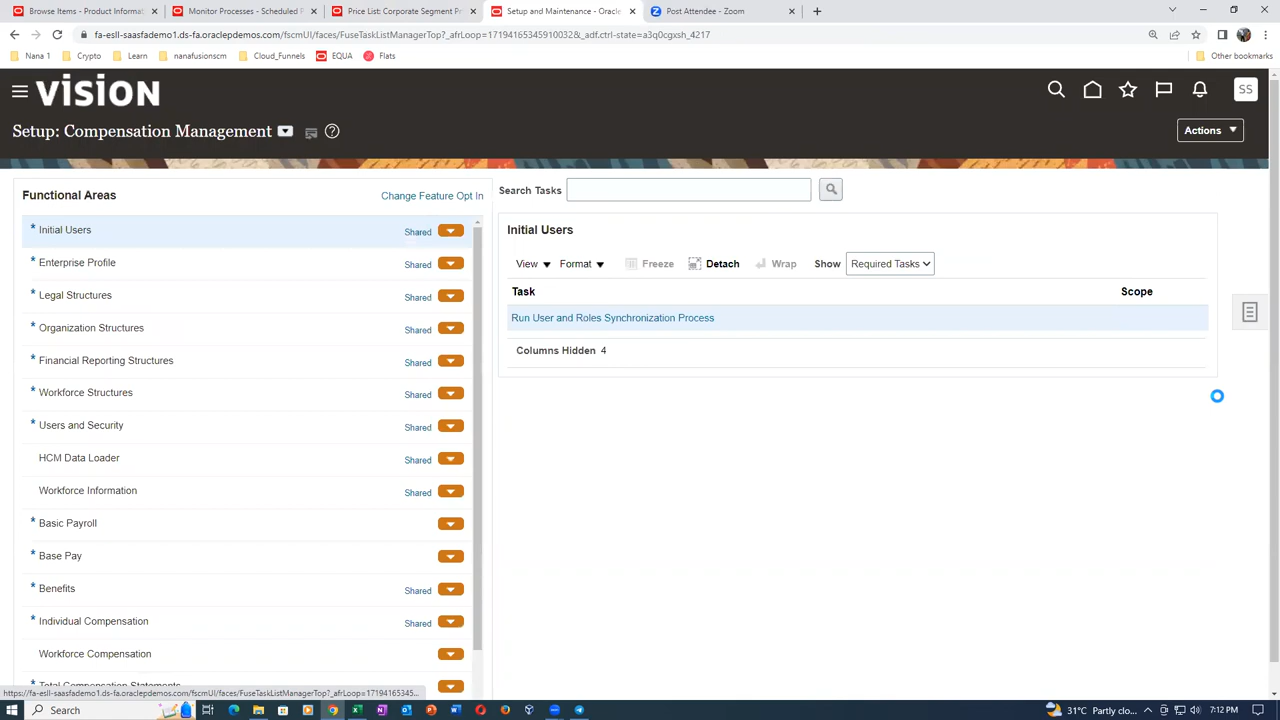 Browse Items - Product Informat
Monitor Processes - Scheduled P
Price List: Corporate Segment Pr
Setup and Maintenance - Oracle
Post Attendee - Zoom
fa-esll-saasfademo1.ds-fa.oraclepdemos.com/fscmUI/faces/FuseTaskListManagerTop?_afrLoop=17194165345910032&_adf.ctrl-state=a3q0cgxsh_4217
Nana 1
Crypto
Learn
nanafusionscm
Cloud_Funnels
EQUA
Flats
Other bookmarks
VISION
SS
Setup: Compensation Management
Actions
Functional Areas
Change Feature Opt In
Search Tasks
* Initial Users Shared
* Enterprise Profile Shared
* Legal Structures Shared
* Organization Structures Shared
* Financial Reporting Structures Shared
* Workforce Structures Shared
* Users and Security Shared
HCM Data Loader Shared
Workforce Information Shared
* Basic Payroll
* Base Pay
* Benefits Shared
* Individual Compensation Shared
Workforce Compensation
Total Compensation Statements
Initial Users
View
Format
Freeze
Detach
Wrap
Show
Required Tasks
Task
Scope
Run User and Roles Synchronization Process
Columns Hidden 4
https://fa-esll-saasfademo1.ds-fa.oraclepdemos.com/fscmUI/faces/FuseTaskListManagerTop?_afrLoop=17194165345...
Search
31°C Partly clo...
7:12 PM